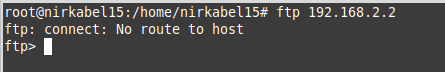 root@nirkabel15:/home/nirkabel15# ftp 192.168.2.2
ftp: connect: No route to host
ftp>